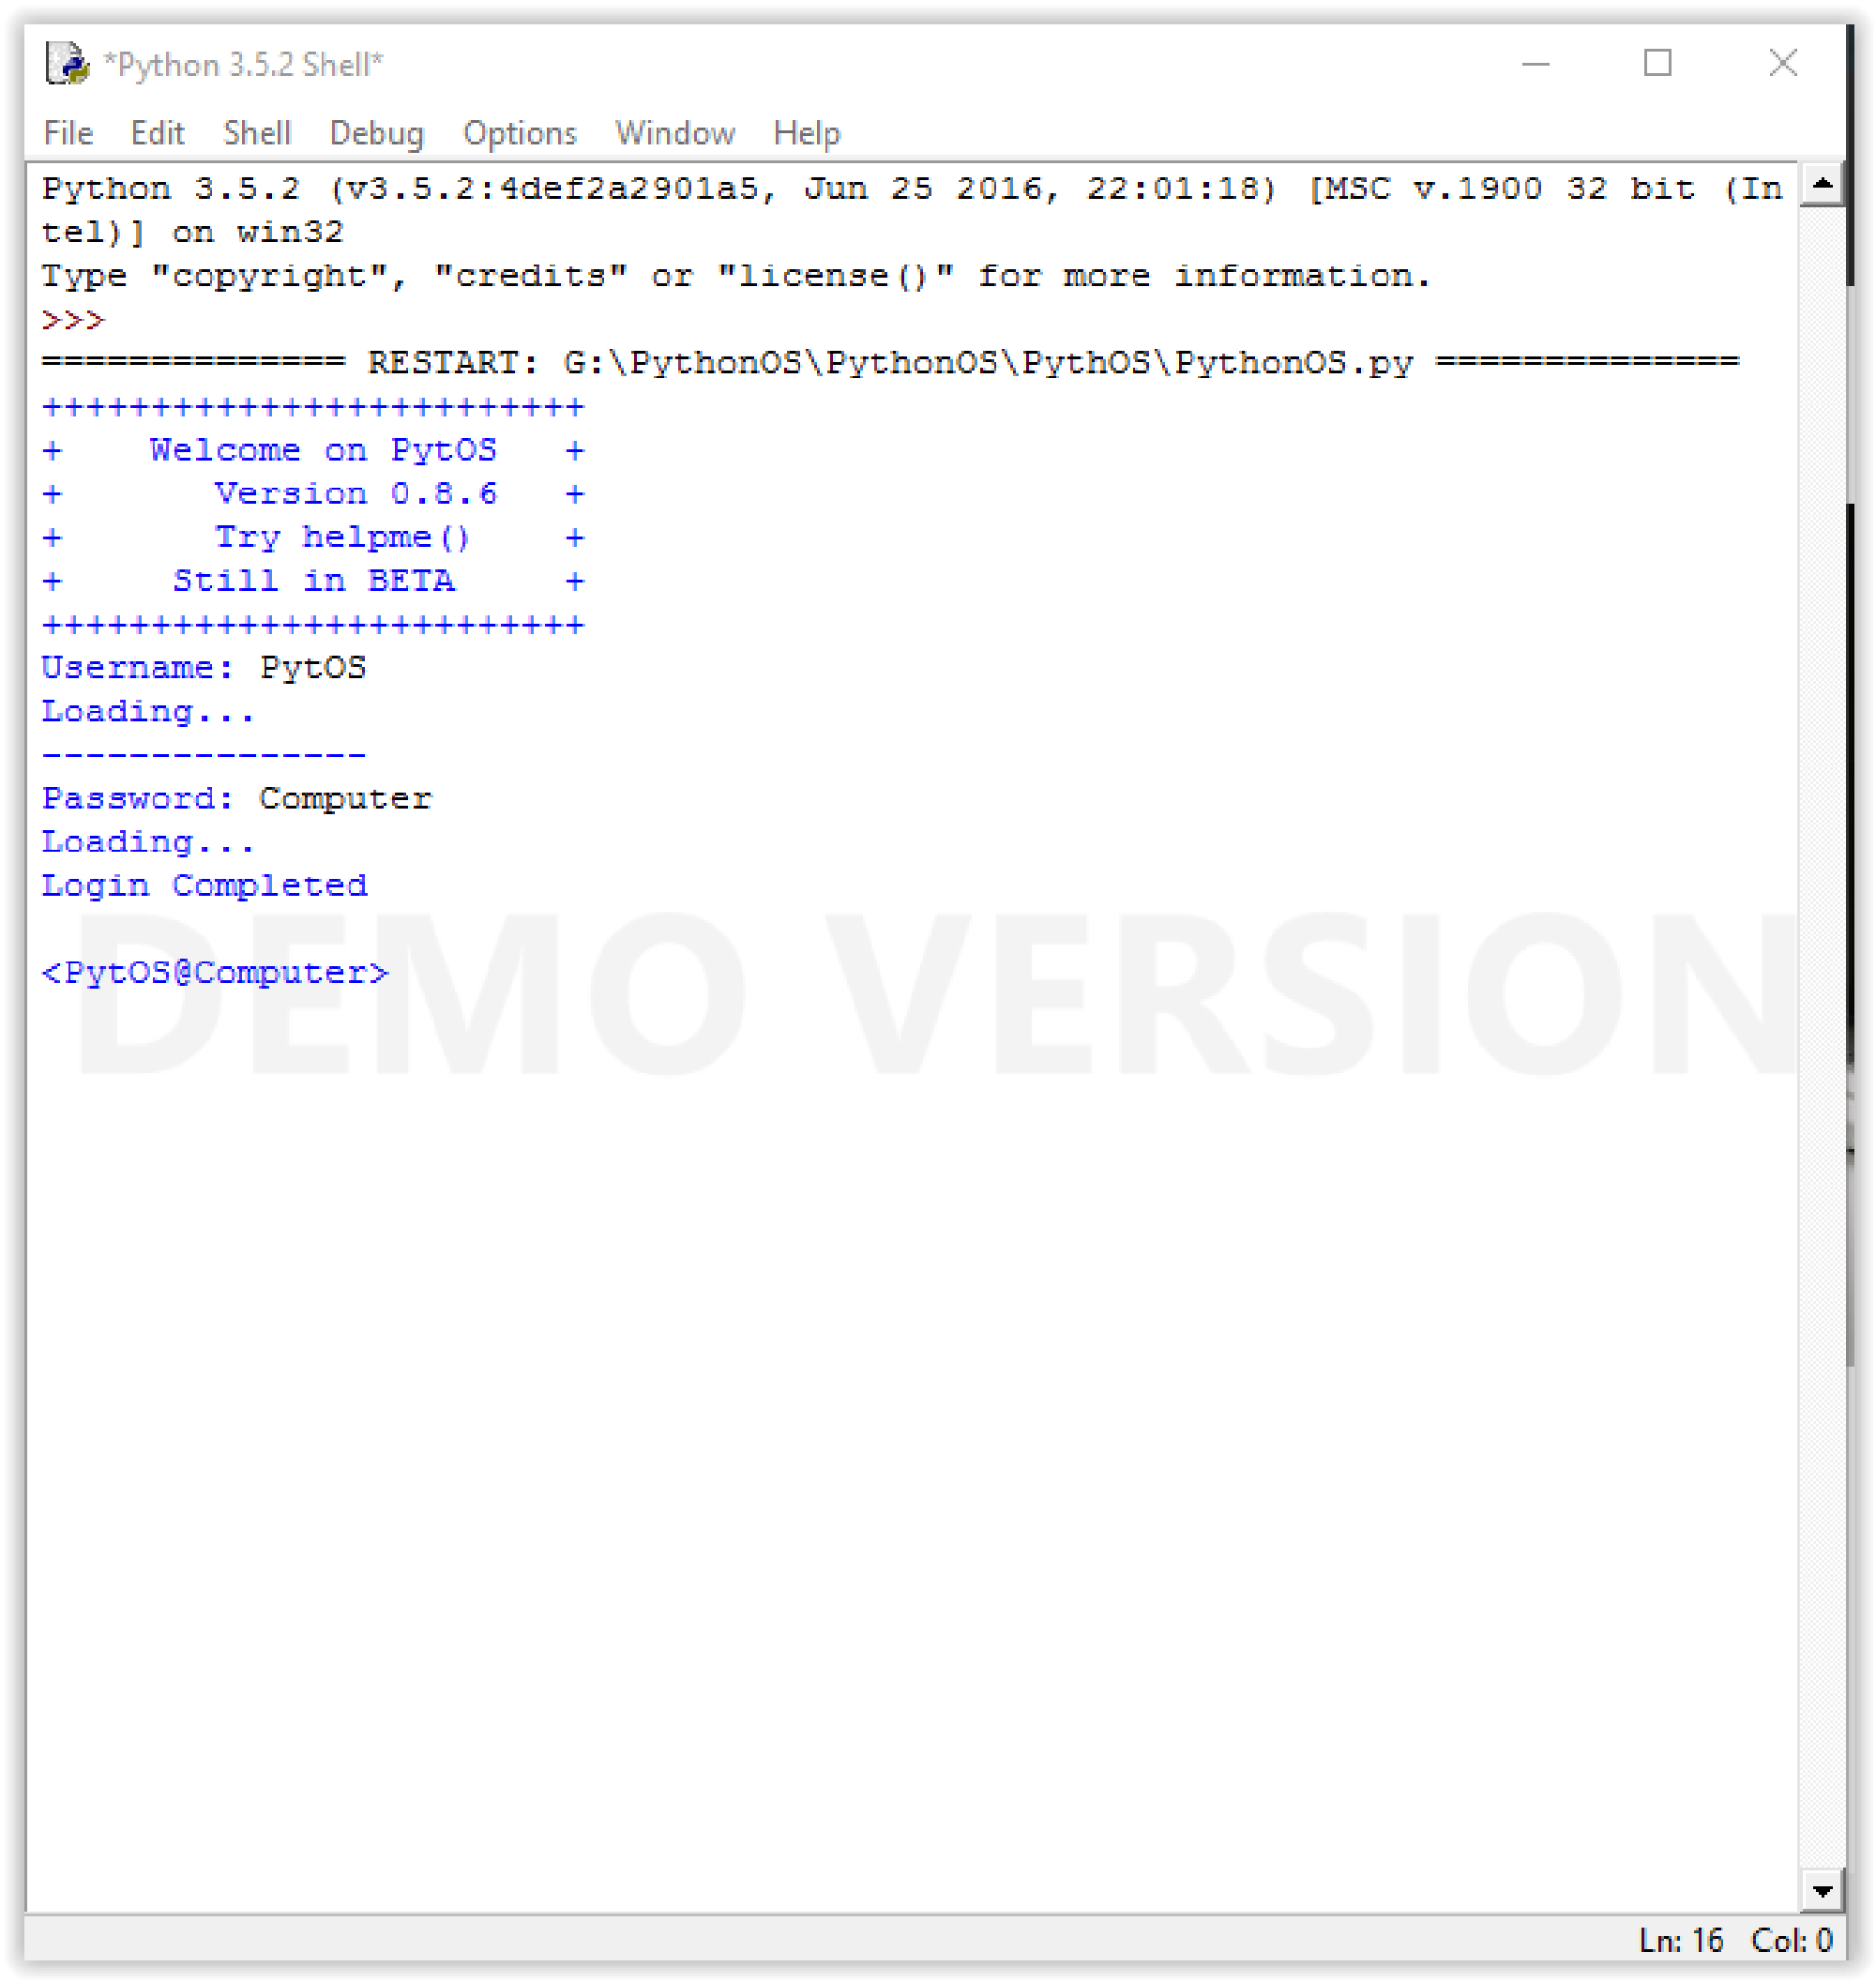 *Python 3.5.2 Shell*
File Edit Shell Debug Options Window Help
Python 3.5.2 (v3.5.2:4def2a2901a5, Jun 25 2016, 22:01:18) [MSC v.1900 32 bit (In
tel)] on win32
Type "copyright", "credits" or "license()" for more information.
>>>
============== RESTART: G:\PythonOS\PythonOS\PythOS\PythonOS.py ==============
+++++++++++++++++++++++++
+    Welcome on PytOS   +
+       Version 0.8.6   +
+       Try helpme()    +
+     Still in BETA     +
+++++++++++++++++++++++++
Username: PytOS
Loading...
---------------
Password: Computer
Loading...
Login Completed
<PytOS@Computer>
DEMO VERSION
Ln: 16 Col: 0